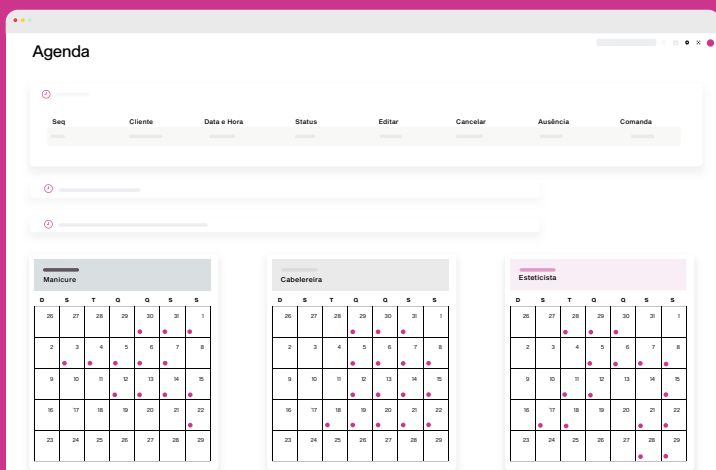 Agenda
Seq Cliente Data e Hora Status Editar Cancelar Ausência Comanda
Manicure
D S T Q Q S S
26 27 28 29 30 31 1
2 3 4 5 6 7 8
9 10 11 12 13 14 15
16 17 18 19 20 21 22
23 24 25 26 27 28 29
Cabelereira
D S T Q Q S S
26 27 28 29 30 31 1
2 3 4 5 6 7 8
9 10 11 12 13 14 15
16 17 18 19 20 21 22
23 24 25 26 27 28 29
Esteticista
D S T Q Q S S
26 27 28 29 30 31 1
2 3 4 5 6 7 8
9 10 11 12 13 14 15
16 17 18 19 20 21 22
23 24 25 26 27 28 29